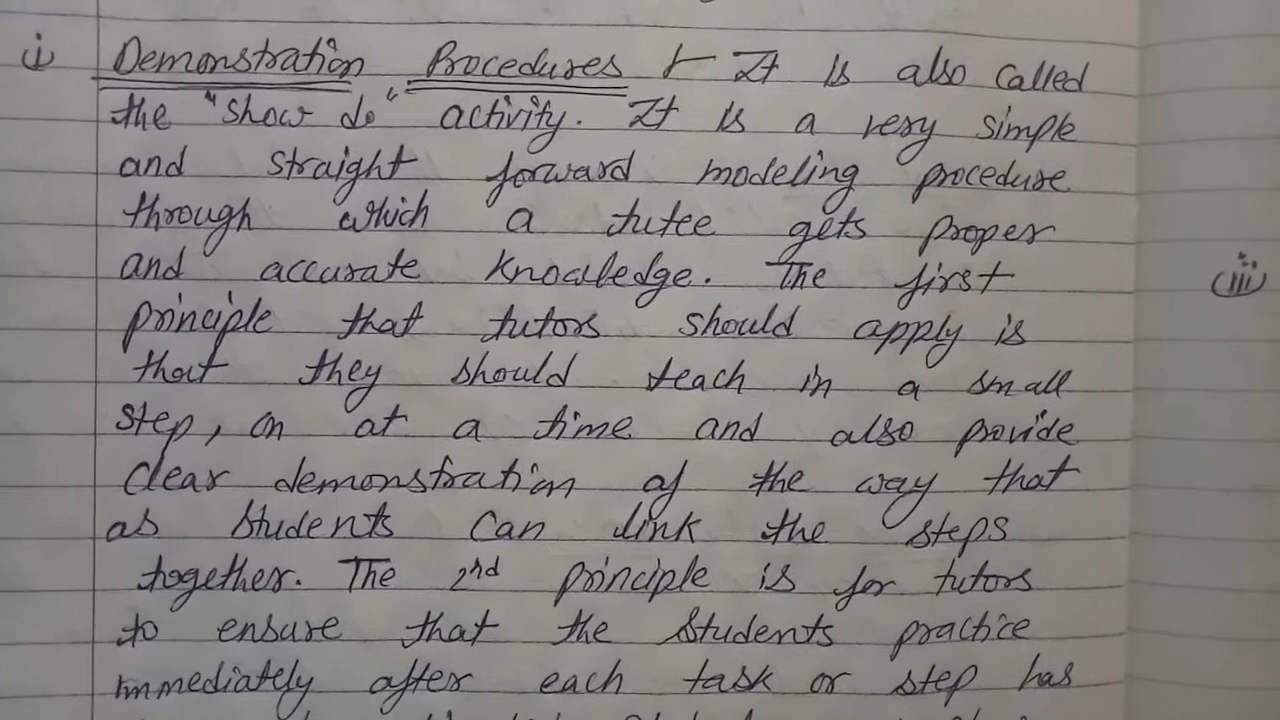 i Demonstration Procedures :- It is also called
the "show do" activity. It is a very simple
and straight forward modeling procedure
through which a tutee gets proper
and accurate knowledge. The first
(iii)
principle that tutors should apply is
that they should teach in a small
step, on at a time and also provide
clear demonstration of the way that
as students can link the steps
together. The 2nd principle is for tutors
to ensure that the students practice
immediately after each task or step has